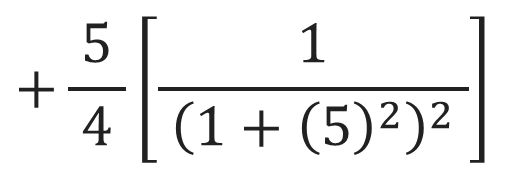 + 5/4 [ 1/(1 + (5)²)² ]